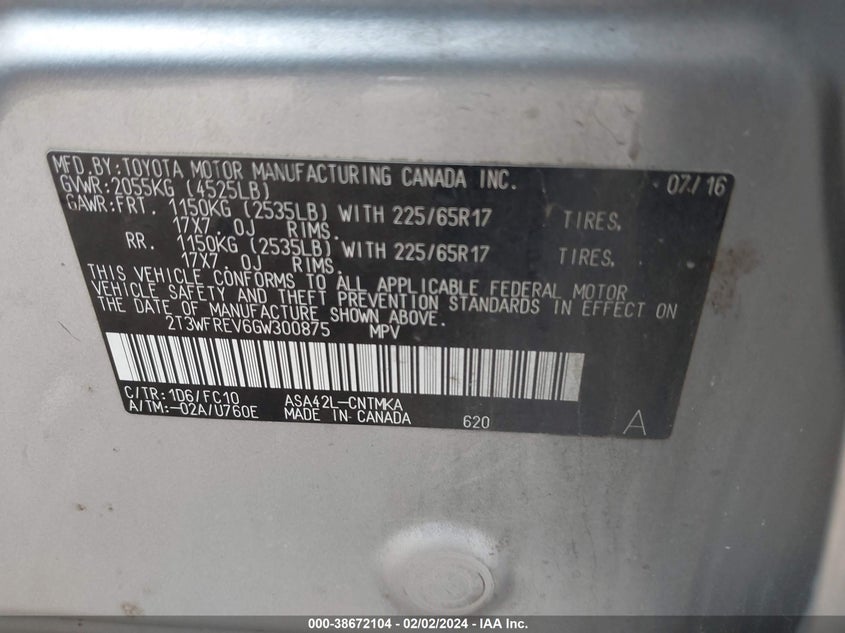 MFD. BY: TOYOTA MOTOR MANUFACTURING CANADA INC. 07/16
GVWR: 2055KG (4525LB)
GAWR: FRT. 1150KG (2535LB) WITH 225/65R17 TIRES,
17X7 OJ RIMS.
RR. 1150KG (2535LB) WITH 225/65R17 TIRES,
17X7 OJ RIMS.
THIS VEHICLE CONFORMS TO ALL APPLICABLE FEDERAL MOTOR
VEHICLE SAFETY AND THEFT PREVENTION STANDARDS IN EFFECT ON
THE DATE OF MANUFACTURE SHOWN ABOVE.
2T3WFREV6GW300875 MPV
C/TR: 1D6/FC10 ASA42L-CNTMKA
A/TM: -02A/U760E MADE IN CANADA 620 A
000-38672104 - 02/02/2024 - IAA Inc.